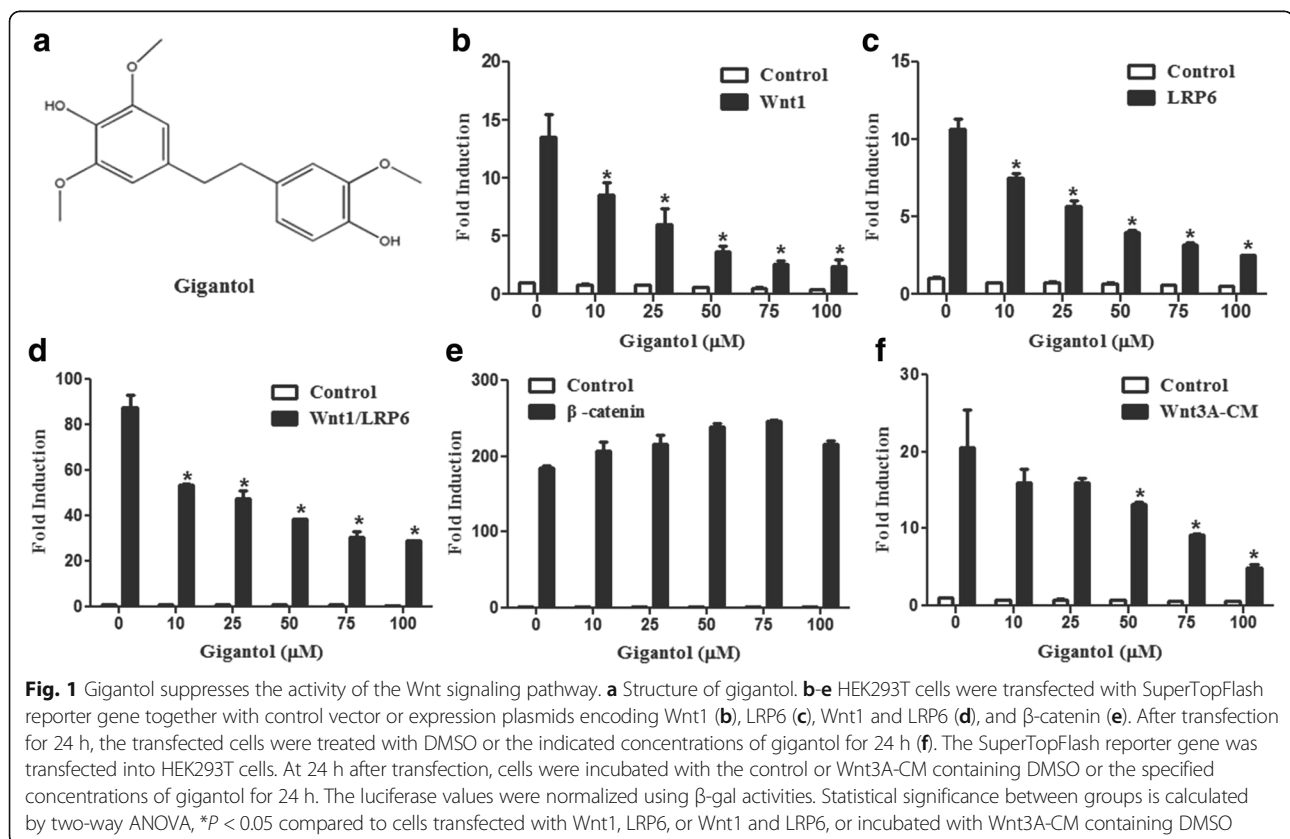 a
O
HO
O
O
OH
Gigantol
b
Fold Induction
20
15
10
5
0
Control
Wnt1
* * * * *
0 10 25 50 75 100
Gigantol (μM)
c
Fold Induction
15
10
5
0
Control
LRP6
* * * * *
0 10 25 50 75 100
Gigantol (μM)
d
Fold Induction
100
80
60
40
20
0
Control
Wnt1/LRP6
* * * * *
0 10 25 50 75 100
Gigantol (μM)
e
Fold Induction
300
200
100
0
Control
β -catenin
0 10 25 50 75 100
Gigantol (μM)
f
Fold Induction
30
20
10
0
Control
Wnt3A-CM
* * *
0 10 25 50 75 100
Gigantol (μM)
Fig. 1 Gigantol suppresses the activity of the Wnt signaling pathway. a Structure of gigantol. b-e HEK293T cells were transfected with SuperTopFlash
reporter gene together with control vector or expression plasmids encoding Wnt1 (b), LRP6 (c), Wnt1 and LRP6 (d), and β-catenin (e). After transfection
for 24 h, the transfected cells were treated with DMSO or the indicated concentrations of gigantol for 24 h (f). The SuperTopFlash reporter gene was
transfected into HEK293T cells. At 24 h after transfection, cells were incubated with the control or Wnt3A-CM containing DMSO or the specified
concentrations of gigantol for 24 h. The luciferase values were normalized using β-gal activities. Statistical significance between groups is calculated
by two-way ANOVA, *P < 0.05 compared to cells transfected with Wnt1, LRP6, or Wnt1 and LRP6, or incubated with Wnt3A-CM containing DMSO